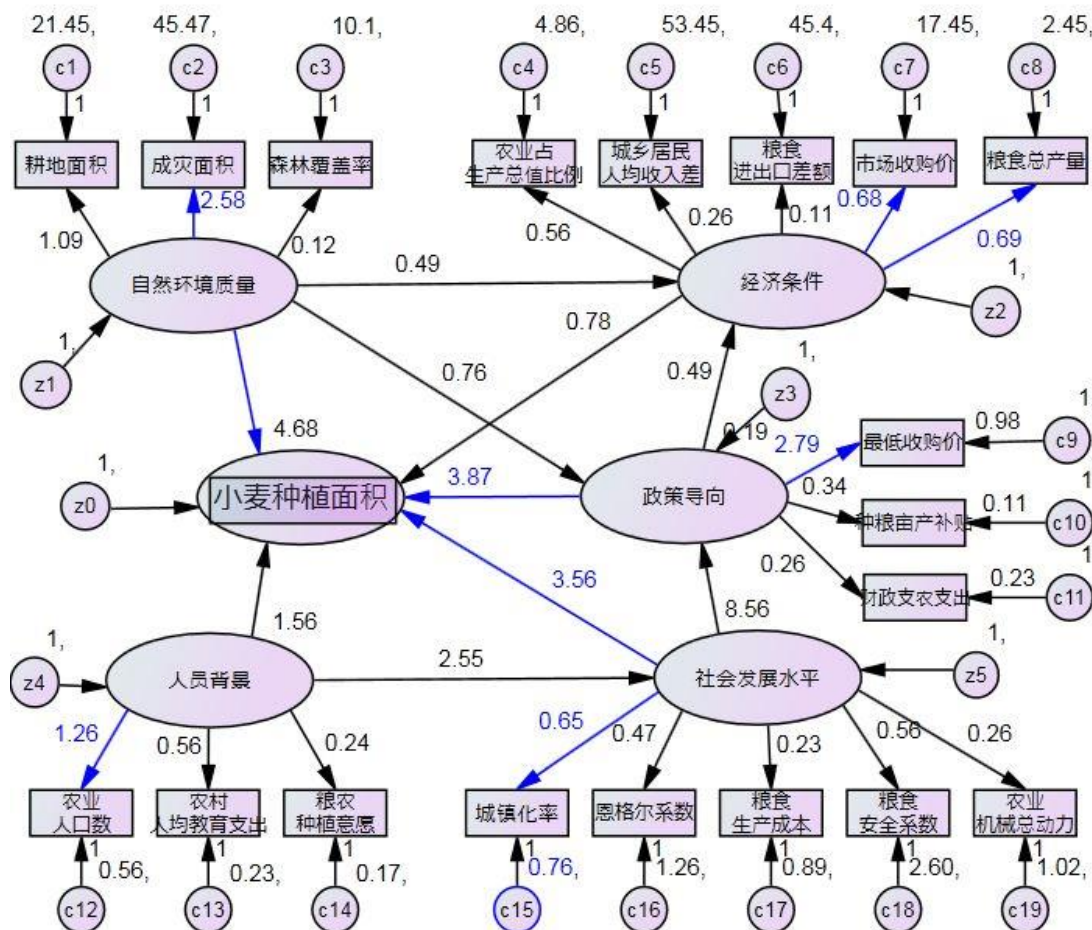 21.45,
45.47,
10.1,
4.86,
53.45,
45.4,
17.45,
2.45,
c1
c2
c3
c4
c5
c6
c7
c8
1
1
1
1
1
1
1
1
耕地面积
成灾面积
森林覆盖率
农业占
生产总值比例
城乡居民
人均收入差
粮食
进出口差额
市场收购价
粮食总产量
1.09
2.58
0.12
0.56
0.26
0.11
0.68
0.69
自然环境质量
0.49
经济条件
1,
z2
1,
z1
0.78
0.76
0.49
1,
z3
4.68
0.19
2.79
最低收购价
0.98
1
c9
1,
z0
小麦种植面积
3.87
政策导向
0.34
种粮亩产补贴
0.11
1
c10
0.26
财政支农支出
0.23
1
c11
3.56
8.56
1.56
1,
z4
人员背景
2.55
社会发展水平
1,
z5
1.26
0.56
0.24
0.65
0.47
0.23
0.56
0.26
农业
人口数
农村
人均教育支出
粮农
种植意愿
城镇化率
恩格尔系数
粮食
生产成本
粮食
安全系数
农业
机械总动力
1
1
1
1
1
1
1
1
0.56,
0.23,
0.17,
0.76,
1.26,
0.89,
2.60,
1.02,
c12
c13
c14
c15
c16
c17
c18
c19